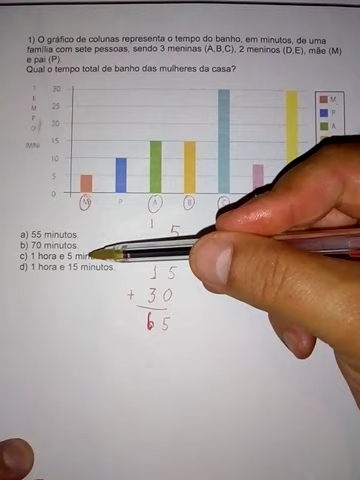 1) O gráfico de colunas representa o tempo do banho, em minutos, de uma
família com sete pessoas, sendo 3 meninas (A,B,C), 2 meninos (D,E), mãe (M)
e pai (P)
Qual o tempo total de banho das mulheres da casa?
T
E
M
P
O
(MIN)
30
25
20
15
10
5
0
M P A B C
M
P
A
a) 55 minutos.
b) 70 minutos.
c) 1 hora e 5 min
d) 1 hora e 15 minutos.
1
5
15
+ 30
65